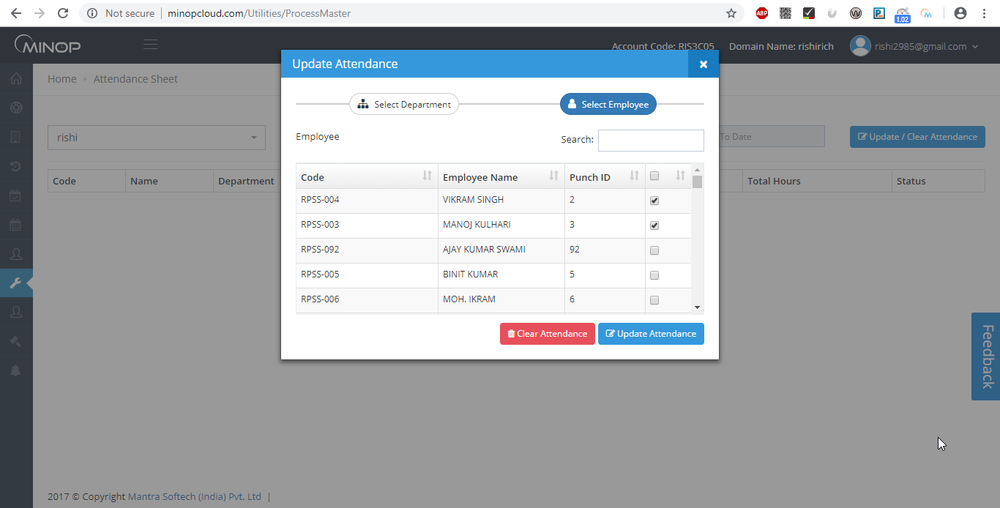 Not secure | minopcloud.com/Utilities/ProcessMaster
ABP
W
P
1.02
MINOP
Account Code: RIS3C05
Domain Name: rishirich
rishi2985@gmail.com
Home
Attendance Sheet
Update Attendance
Select Department
Select Employee
rishi
Employee
Search:
To Date
Update / Clear Attendance
Code
Name
Department
Total Hours
Status
Code
Employee Name
Punch ID
RPSS-004 VIKRAM SINGH 2
RPSS-003 MANOJ KULHARI 3
RPSS-092 AJAY KUMAR SWAMI 92
RPSS-005 BINIT KUMAR 5
RPSS-006 MOH. IKRAM 6
Clear Attendance
Update Attendance
Feedback
2017 © Copyright Mantra Softech (India) Pvt. Ltd |